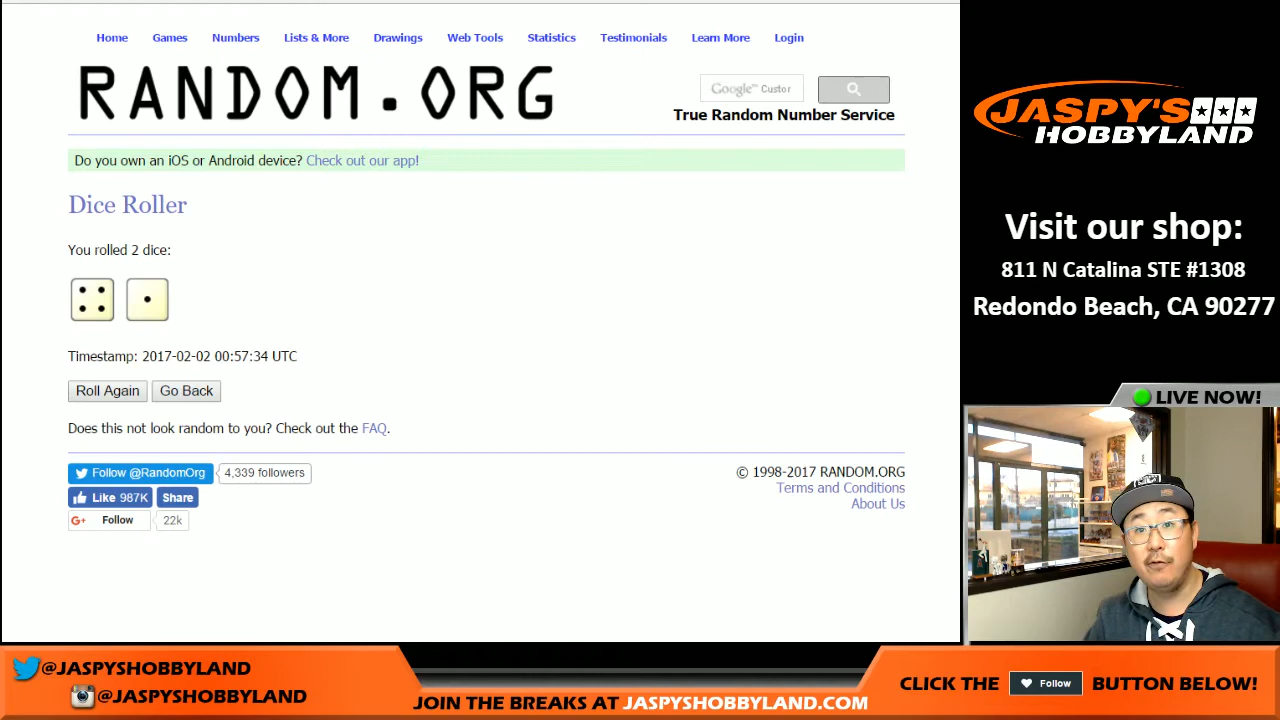 Home Games Numbers Lists & More Drawings Web Tools Statistics Testimonials Learn More Login
RANDOM.ORG
Google™ Custor
True Random Number Service
Do you own an iOS or Android device? Check out our app!
Dice Roller
You rolled 2 dice:
Timestamp: 2017-02-02 00:57:34 UTC
Roll Again Go Back
Does this not look random to you? Check out the FAQ.
Follow @RandomOrg 4,339 followers
Like 987K Share
G+ Follow 22k
© 1998-2017 RANDOM.ORG
Terms and Conditions
About Us
JASPY'S
HOBBYLAND
Visit our shop:
811 N Catalina STE #1308
Redondo Beach, CA 90277
LIVE NOW!
@JASPYSHOBBYLAND
@JASPYSHOBBYLAND
JOIN THE BREAKS AT JASPYSHOBBYLAND.COM
CLICK THE Follow BUTTON BELOW!